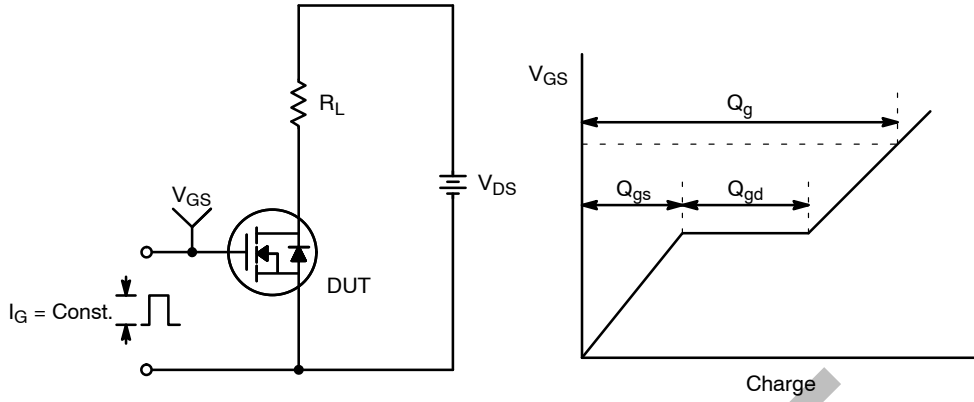 R_L
V_GS
V_DS
DUT
I_G = Const.
V_GS
Q_g
Q_gs
Q_gd
Charge